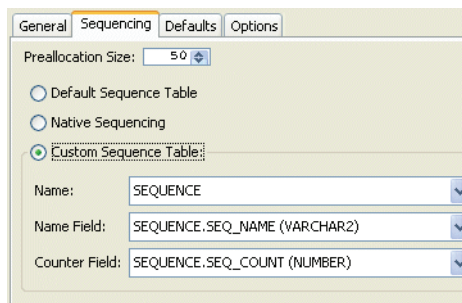 General Sequencing Defaults Options
Preallocation Size: 50
Default Sequence Table
Native Sequencing
Custom Sequence Table:
Name: SEQUENCE
Name Field: SEQUENCE.SEQ_NAME (VARCHAR2)
Counter Field: SEQUENCE.SEQ_COUNT (NUMBER)